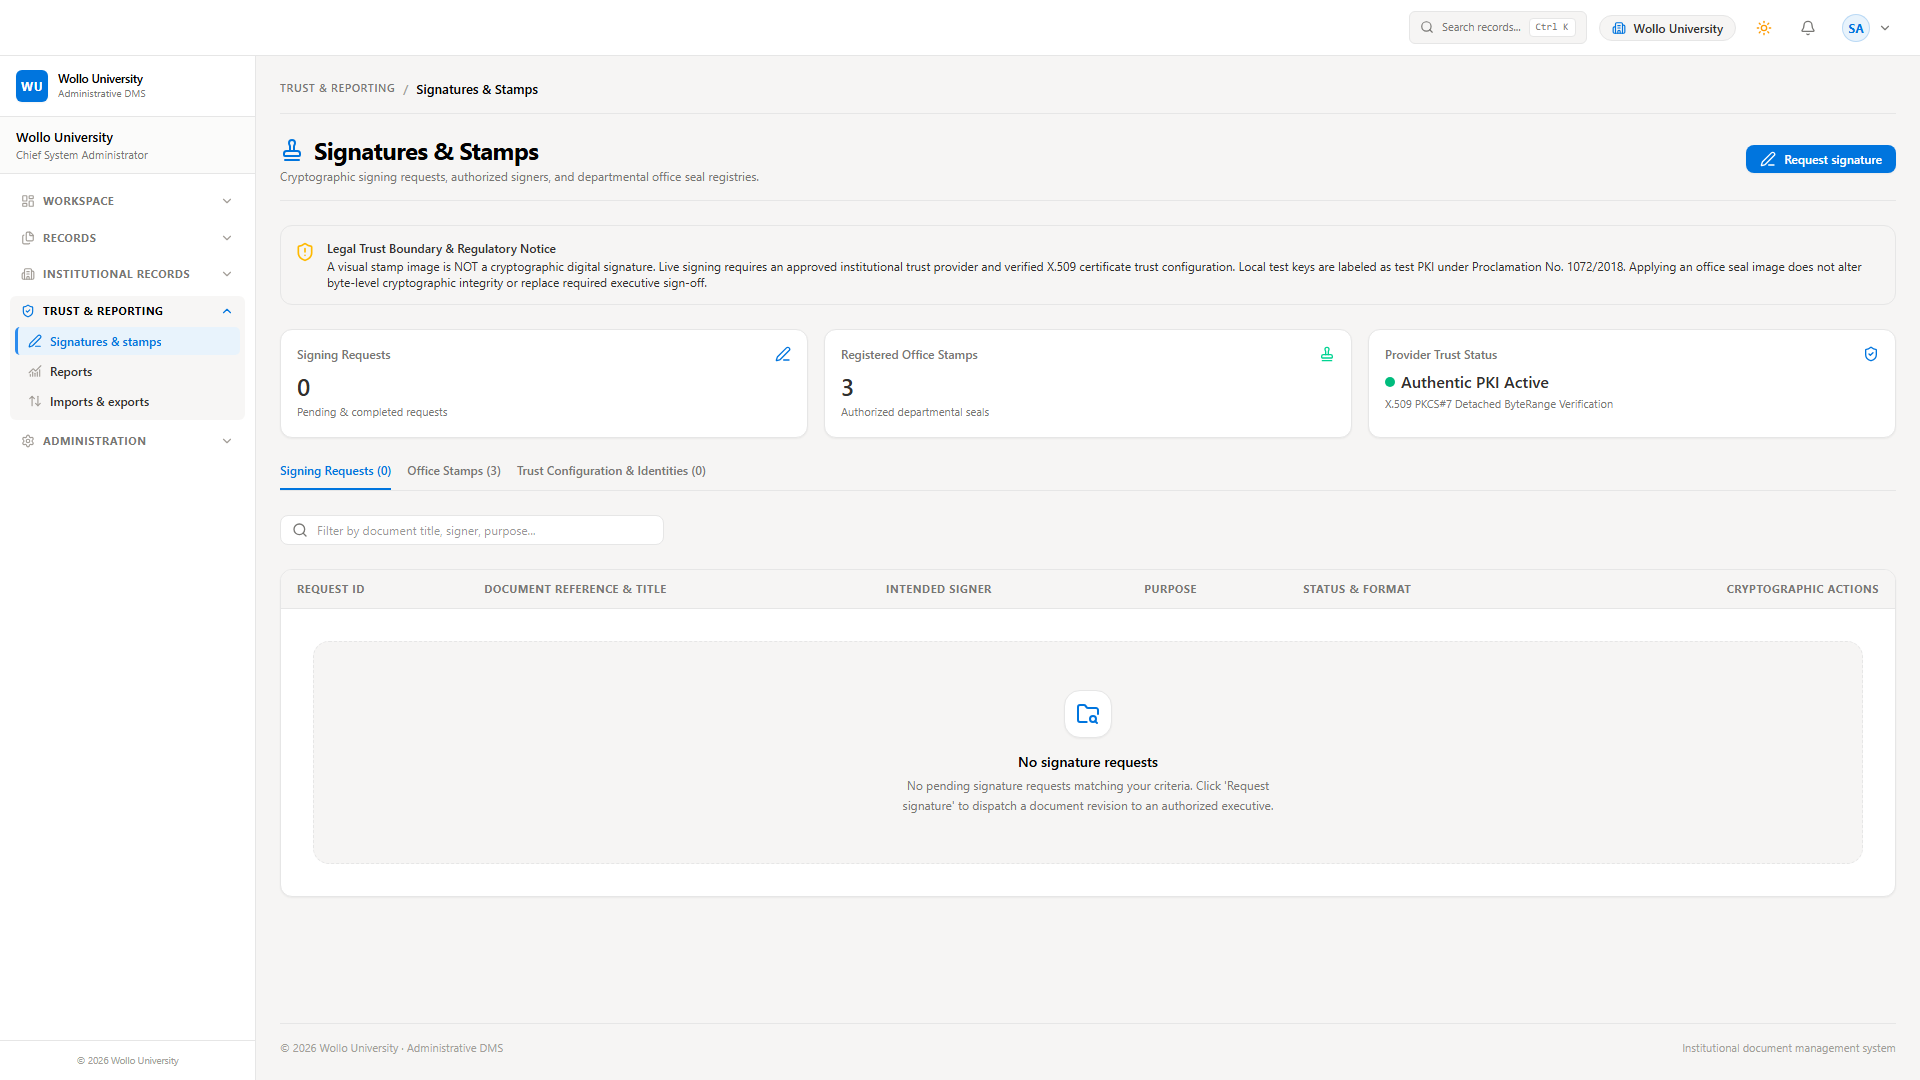 Search records... Ctrl K
Wollo University
SA
WU
Wollo University
Administrative DMS
Wollo University
Chief System Administrator
WORKSPACE
RECORDS
INSTITUTIONAL RECORDS
TRUST & REPORTING
Signatures & stamps
Reports
Imports & exports
ADMINISTRATION
© 2026 Wollo University
TRUST & REPORTING / Signatures & Stamps
Signatures & Stamps
Cryptographic signing requests, authorized signers, and departmental office seal registries.
Request signature
Legal Trust Boundary & Regulatory Notice
A visual stamp image is NOT a cryptographic digital signature. Live signing requires an approved institutional trust provider and verified X.509 certificate trust configuration. Local test keys are labeled as test PKI under Proclamation No. 1072/2018. Applying an office seal image does not alter
byte-level cryptographic integrity or replace required executive sign-off.
Signing Requests
0
Pending & completed requests
Registered Office Stamps
3
Authorized departmental seals
Provider Trust Status
Authentic PKI Active
X.509 PKCS#7 Detached ByteRange Verification
Signing Requests (0) Office Stamps (3) Trust Configuration & Identities (0)
Filter by document title, signer, purpose...
REQUEST ID DOCUMENT REFERENCE & TITLE INTENDED SIGNER PURPOSE STATUS & FORMAT CRYPTOGRAPHIC ACTIONS
No signature requests
No pending signature requests matching your criteria. Click 'Request
signature' to dispatch a document revision to an authorized executive.
© 2026 Wollo University · Administrative DMS
Institutional document management system